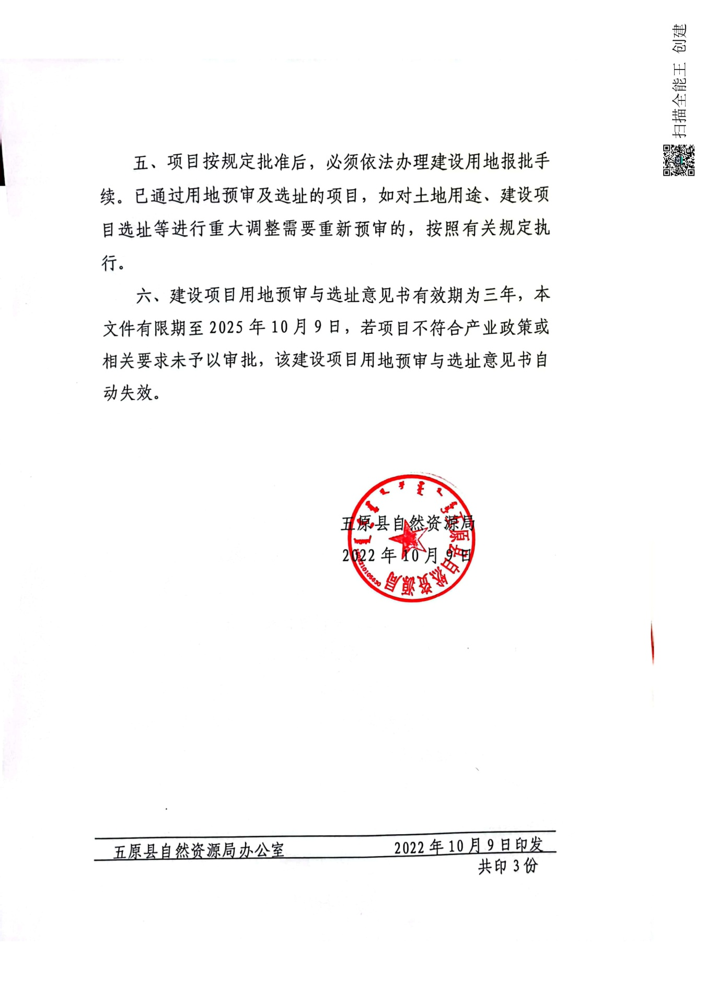 扫描全能王 创建
五、项目按规定批准后，必须依法办理建设用地报批手
续。已通过用地预审及选址的项目，如对土地用途、建设项
目选址等进行重大调整需要重新预审的，按照有关规定执
行。
六、建设项目用地预审与选址意见书有效期为三年，本
文件有限期至 2025 年 10 月 9 日，若项目不符合产业政策或
相关要求未予以审批，该建设项目用地预审与选址意见书自
动失效。
五原县自然资源局
2022 年 10 月 9 日
五原县自然资源局
五原县自然资源局办公室 2022 年 10 月 9 日印发
共印 3 份